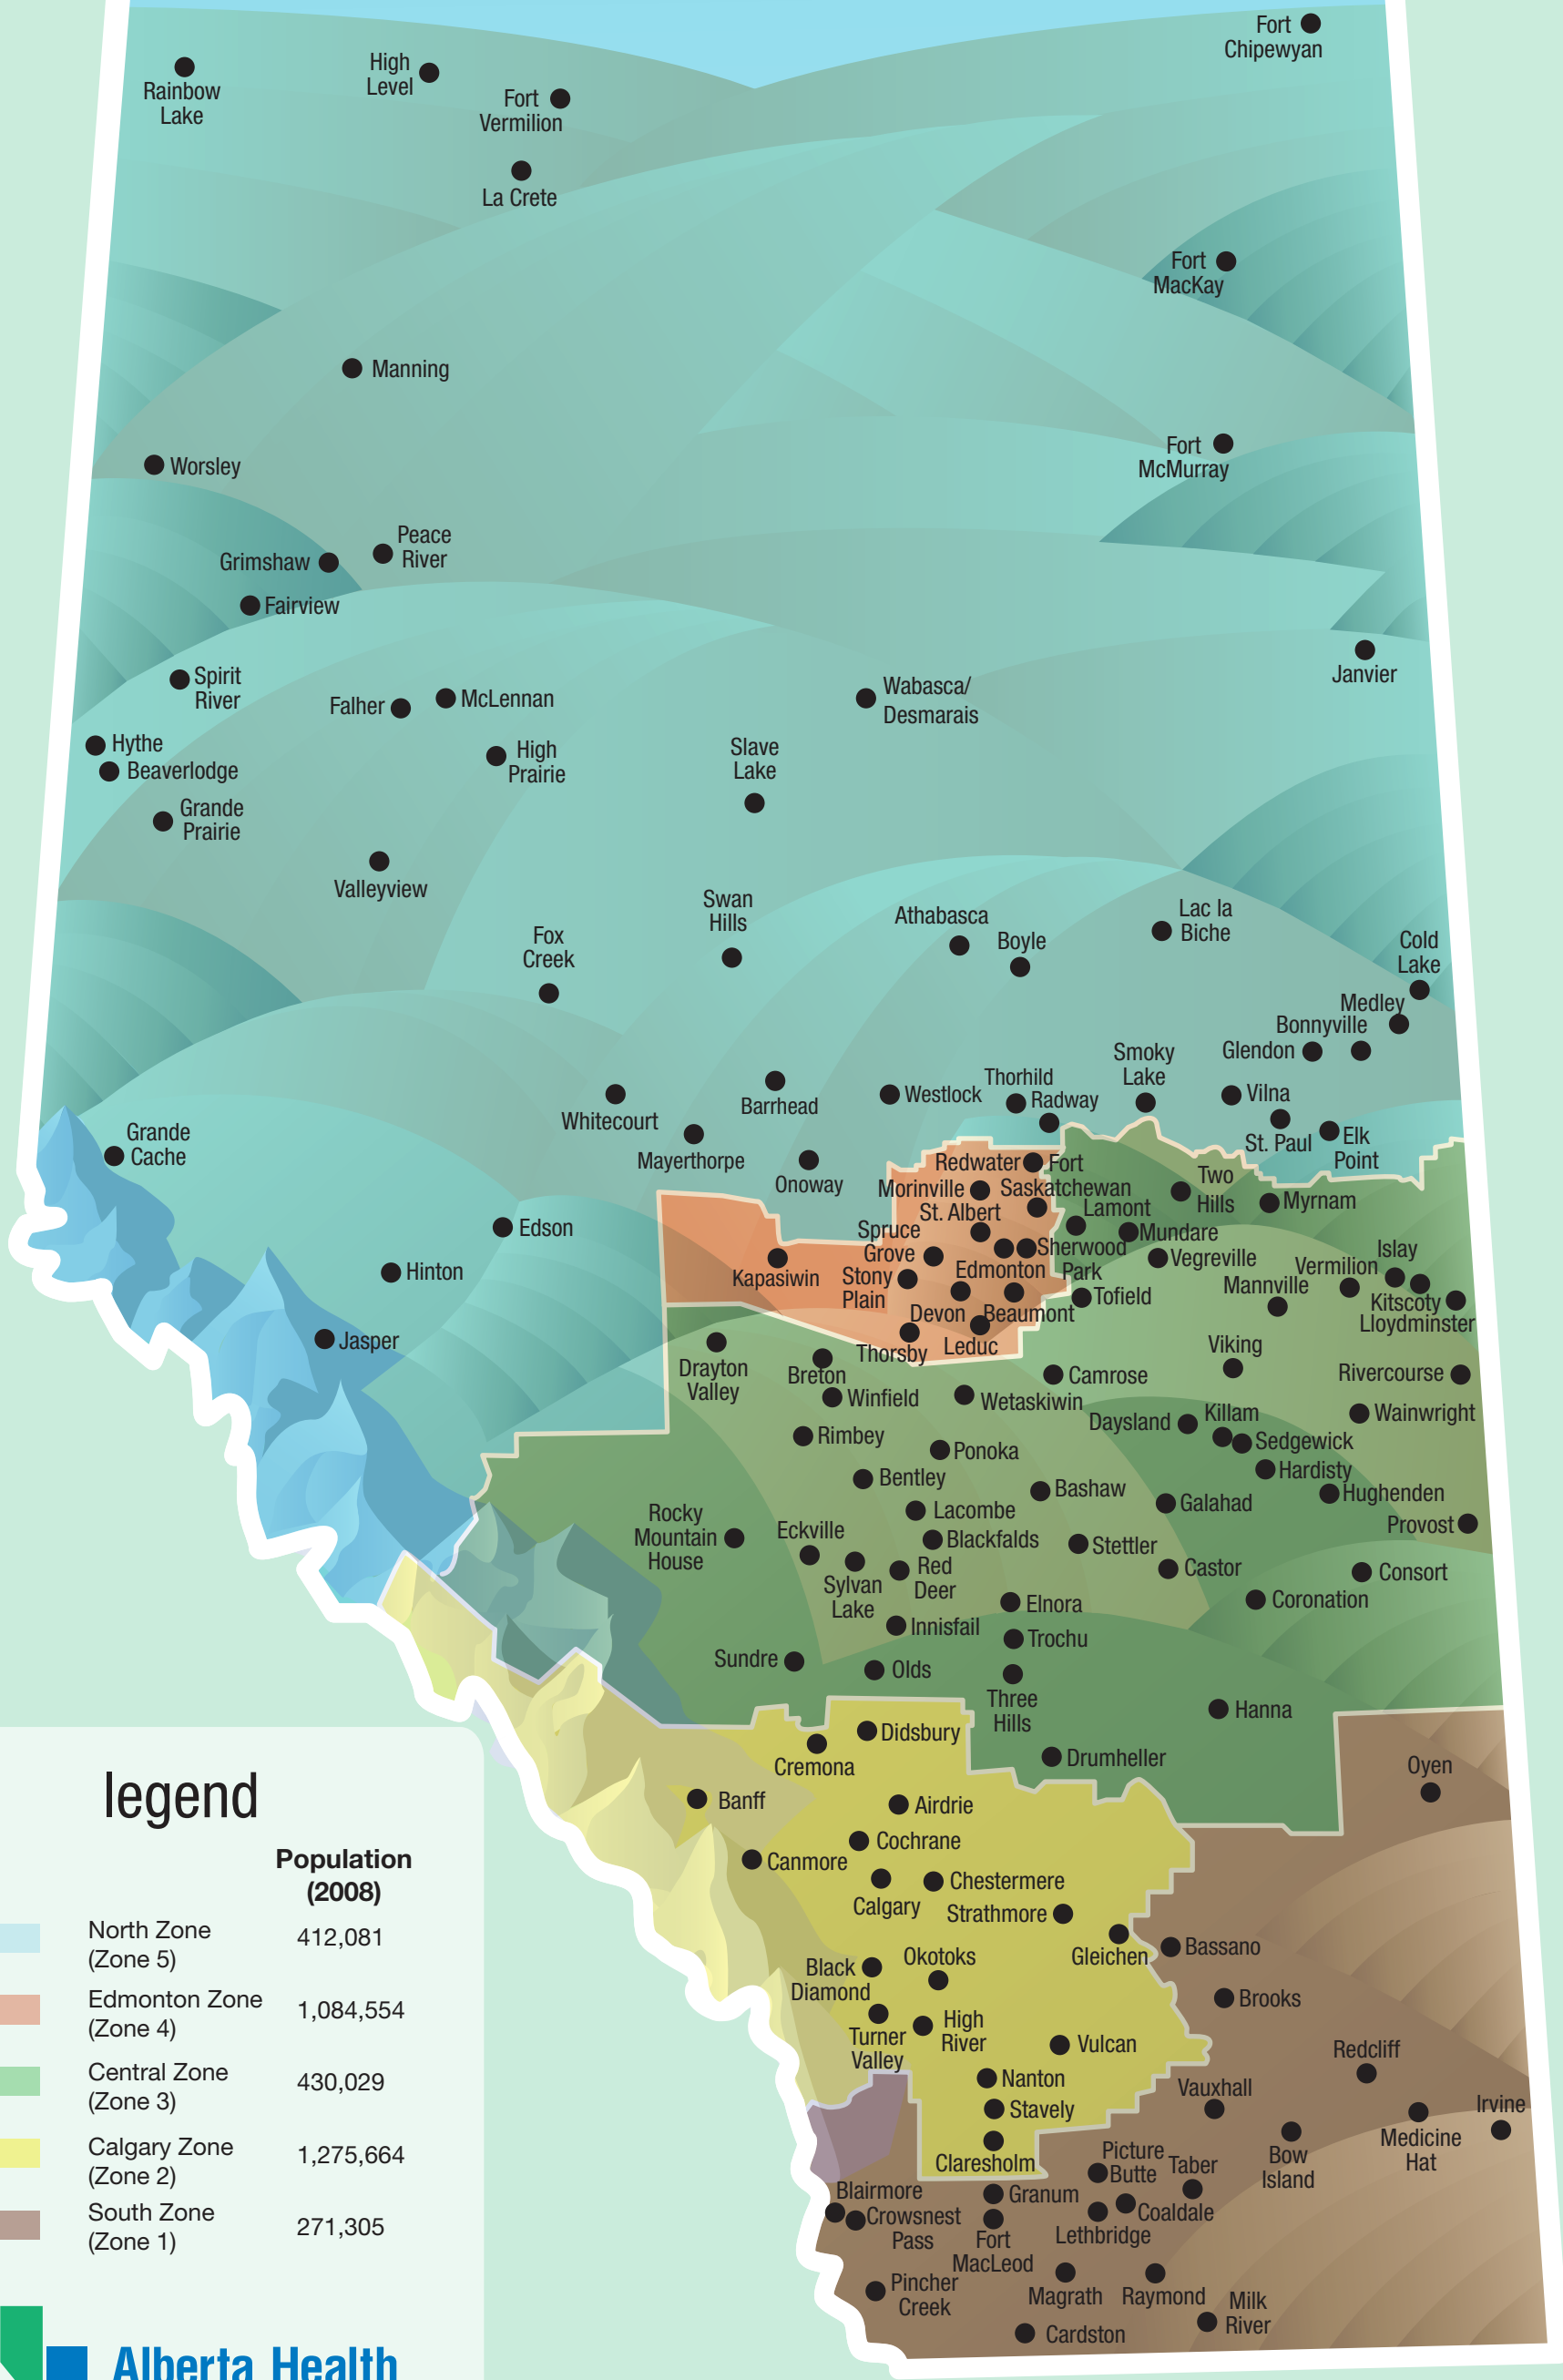 Fort
Chipewyan
Rainbow
Lake
High
Level
Fort
Vermilion
La Crete
Fort
MacKay
Manning
Fort
McMurray
Worsley
Peace
River
Grimshaw
Fairview
Janvier
Spirit
River
Falher
McLennan
Wabasca/
Desmarais
Hythe
Beaverlodge
High
Prairie
Slave
Lake
Grande
Prairie
Valleyview
Swan
Hills
Fox
Creek
Athabasca
Boyle
Lac la
Biche
Cold
Lake
Medley
Bonnyville
Glendon
Smoky
Lake
Thorhild
Radway
Westlock
Vilna
St. Paul
Elk
Point
Barrhead
Whitecourt
Mayerthorpe
Onoway
Grande
Cache
Edson
Hinton
Jasper
Redwater
Fort
Saskatchewan
Morinville
St. Albert
Spruce
Grove
Stony
Plain
Kapasiwin
Edmonton
Sherwood
Park
Devon
Beaumont
Thorsby
Leduc
Two
Hills
Myrnam
Lamont
Mundare
Vegreville
Tofield
Mannville
Vermilion
Islay
Kitscoty
Lloydminster
Viking
Rivercourse
Drayton
Valley
Breton
Winfield
Wetaskiwin
Camrose
Daysland
Killam
Sedgewick
Wainwright
Hardisty
Hughenden
Rimbey
Ponoka
Bentley
Bashaw
Galahad
Provost
Lacombe
Blackfalds
Stettler
Castor
Consort
Coronation
Rocky
Mountain
House
Eckville
Sylvan
Lake
Red
Deer
Elnora
Innisfail
Trochu
Sundre
Olds
Three
Hills
Hanna
Drumheller
Didsbury
Cremona
Banff
Airdrie
Cochrane
Canmore
Calgary
Chestermere
Strathmore
Gleichen
Oyen
Bassano
Brooks
Black
Diamond
Okotoks
Turner
Valley
High
River
Vulcan
Nanton
Stavely
Claresholm
Redcliff
Vauxhall
Irvine
Medicine
Hat
Bow
Island
Picture
Butte
Taber
Coaldale
Lethbridge
Granum
Fort
MacLeod
Blairmore
Crowsnest
Pass
Pincher
Creek
Magrath
Raymond
Milk
River
Cardston
legend
Population
(2008)
North Zone
(Zone 5)
412,081
Edmonton Zone
(Zone 4)
1,084,554
Central Zone
(Zone 3)
430,029
Calgary Zone
(Zone 2)
1,275,664
South Zone
(Zone 1)
271,305
Alberta Health